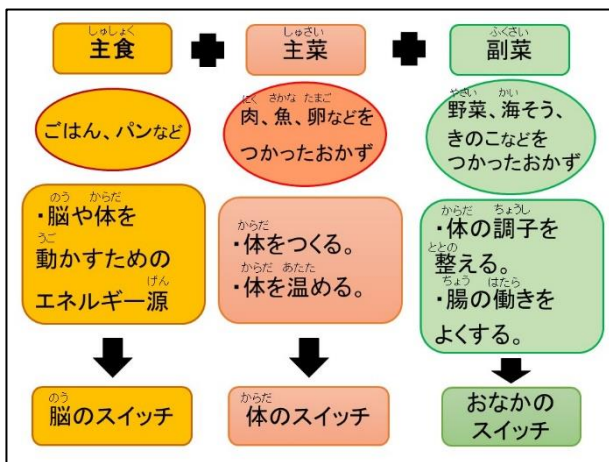 しゅしょく
主食
しゅさい
主菜
ふくさい
副菜
ごはん、パンなど
にく さかな たまご
肉、魚、卵などを
つかったおかず
やさい かい
野菜、海そう、
きのこなどを
つかったおかず
のう からだ
・脳や体を
うご
動かすための
げん
エネルギー源
からだ
・体をつくる。
からだ あたた
・体を温める。
からだ ちょうし
・体の調子を
ととの
整える。
ちょう はたら
・腸の働きを
よくする。
のう
脳のスイッチ
からだ
体のスイッチ
おなかの
スイッチ